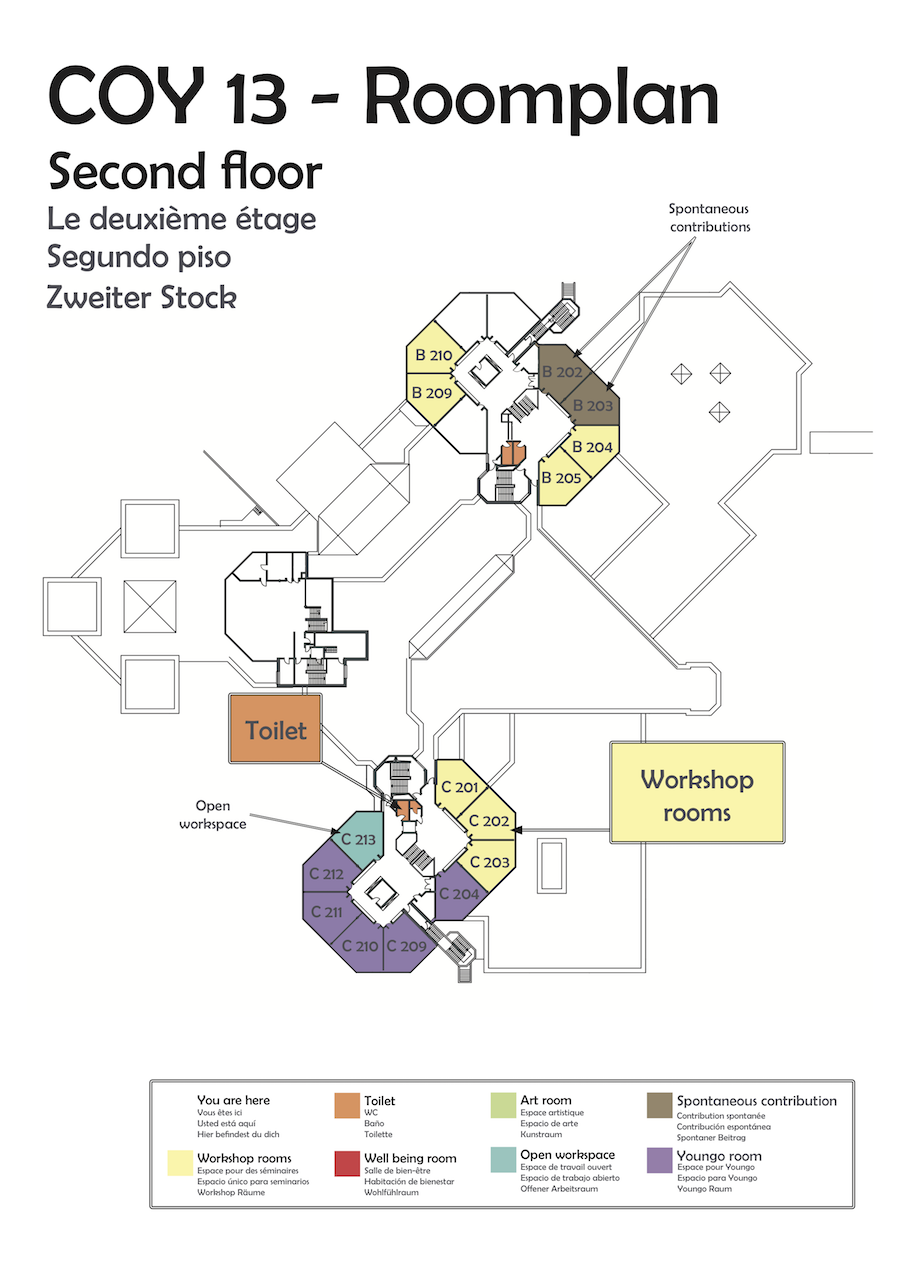 COY 13 - Roomplan
Second floor
Le deuxième étage
Segundo piso
Zweiter Stock
Spontaneous
contributions
B 210
B 209
B 202
B 203
B 204
B 205
Toilet
Workshop
rooms
Open
workspace
C 201
C 202
C 203
C 204
C 213
C 212
C 211
C 210
C 209
You are here
Vous êtes ici
Usted está aquí
Hier befindest du dich
Toilet
WC
Baño
Toilette
Art room
Espace artistique
Espacio de arte
Kunstraum
Spontaneous contribution
Contribution spontanée
Contribución espontánea
Spontaner Beitrag
Workshop rooms
Espace pour des séminaires
Espacio único para seminarios
Workshop Räume
Well being room
Salle de bien-être
Habitación de bienestar
Wohlfühlraum
Open workspace
Espace de travail ouvert
Espacio de trabajo abierto
Offener Arbeitsraum
Youngo room
Espace pour Youngo
Espacio para Youngo
Youngo Raum